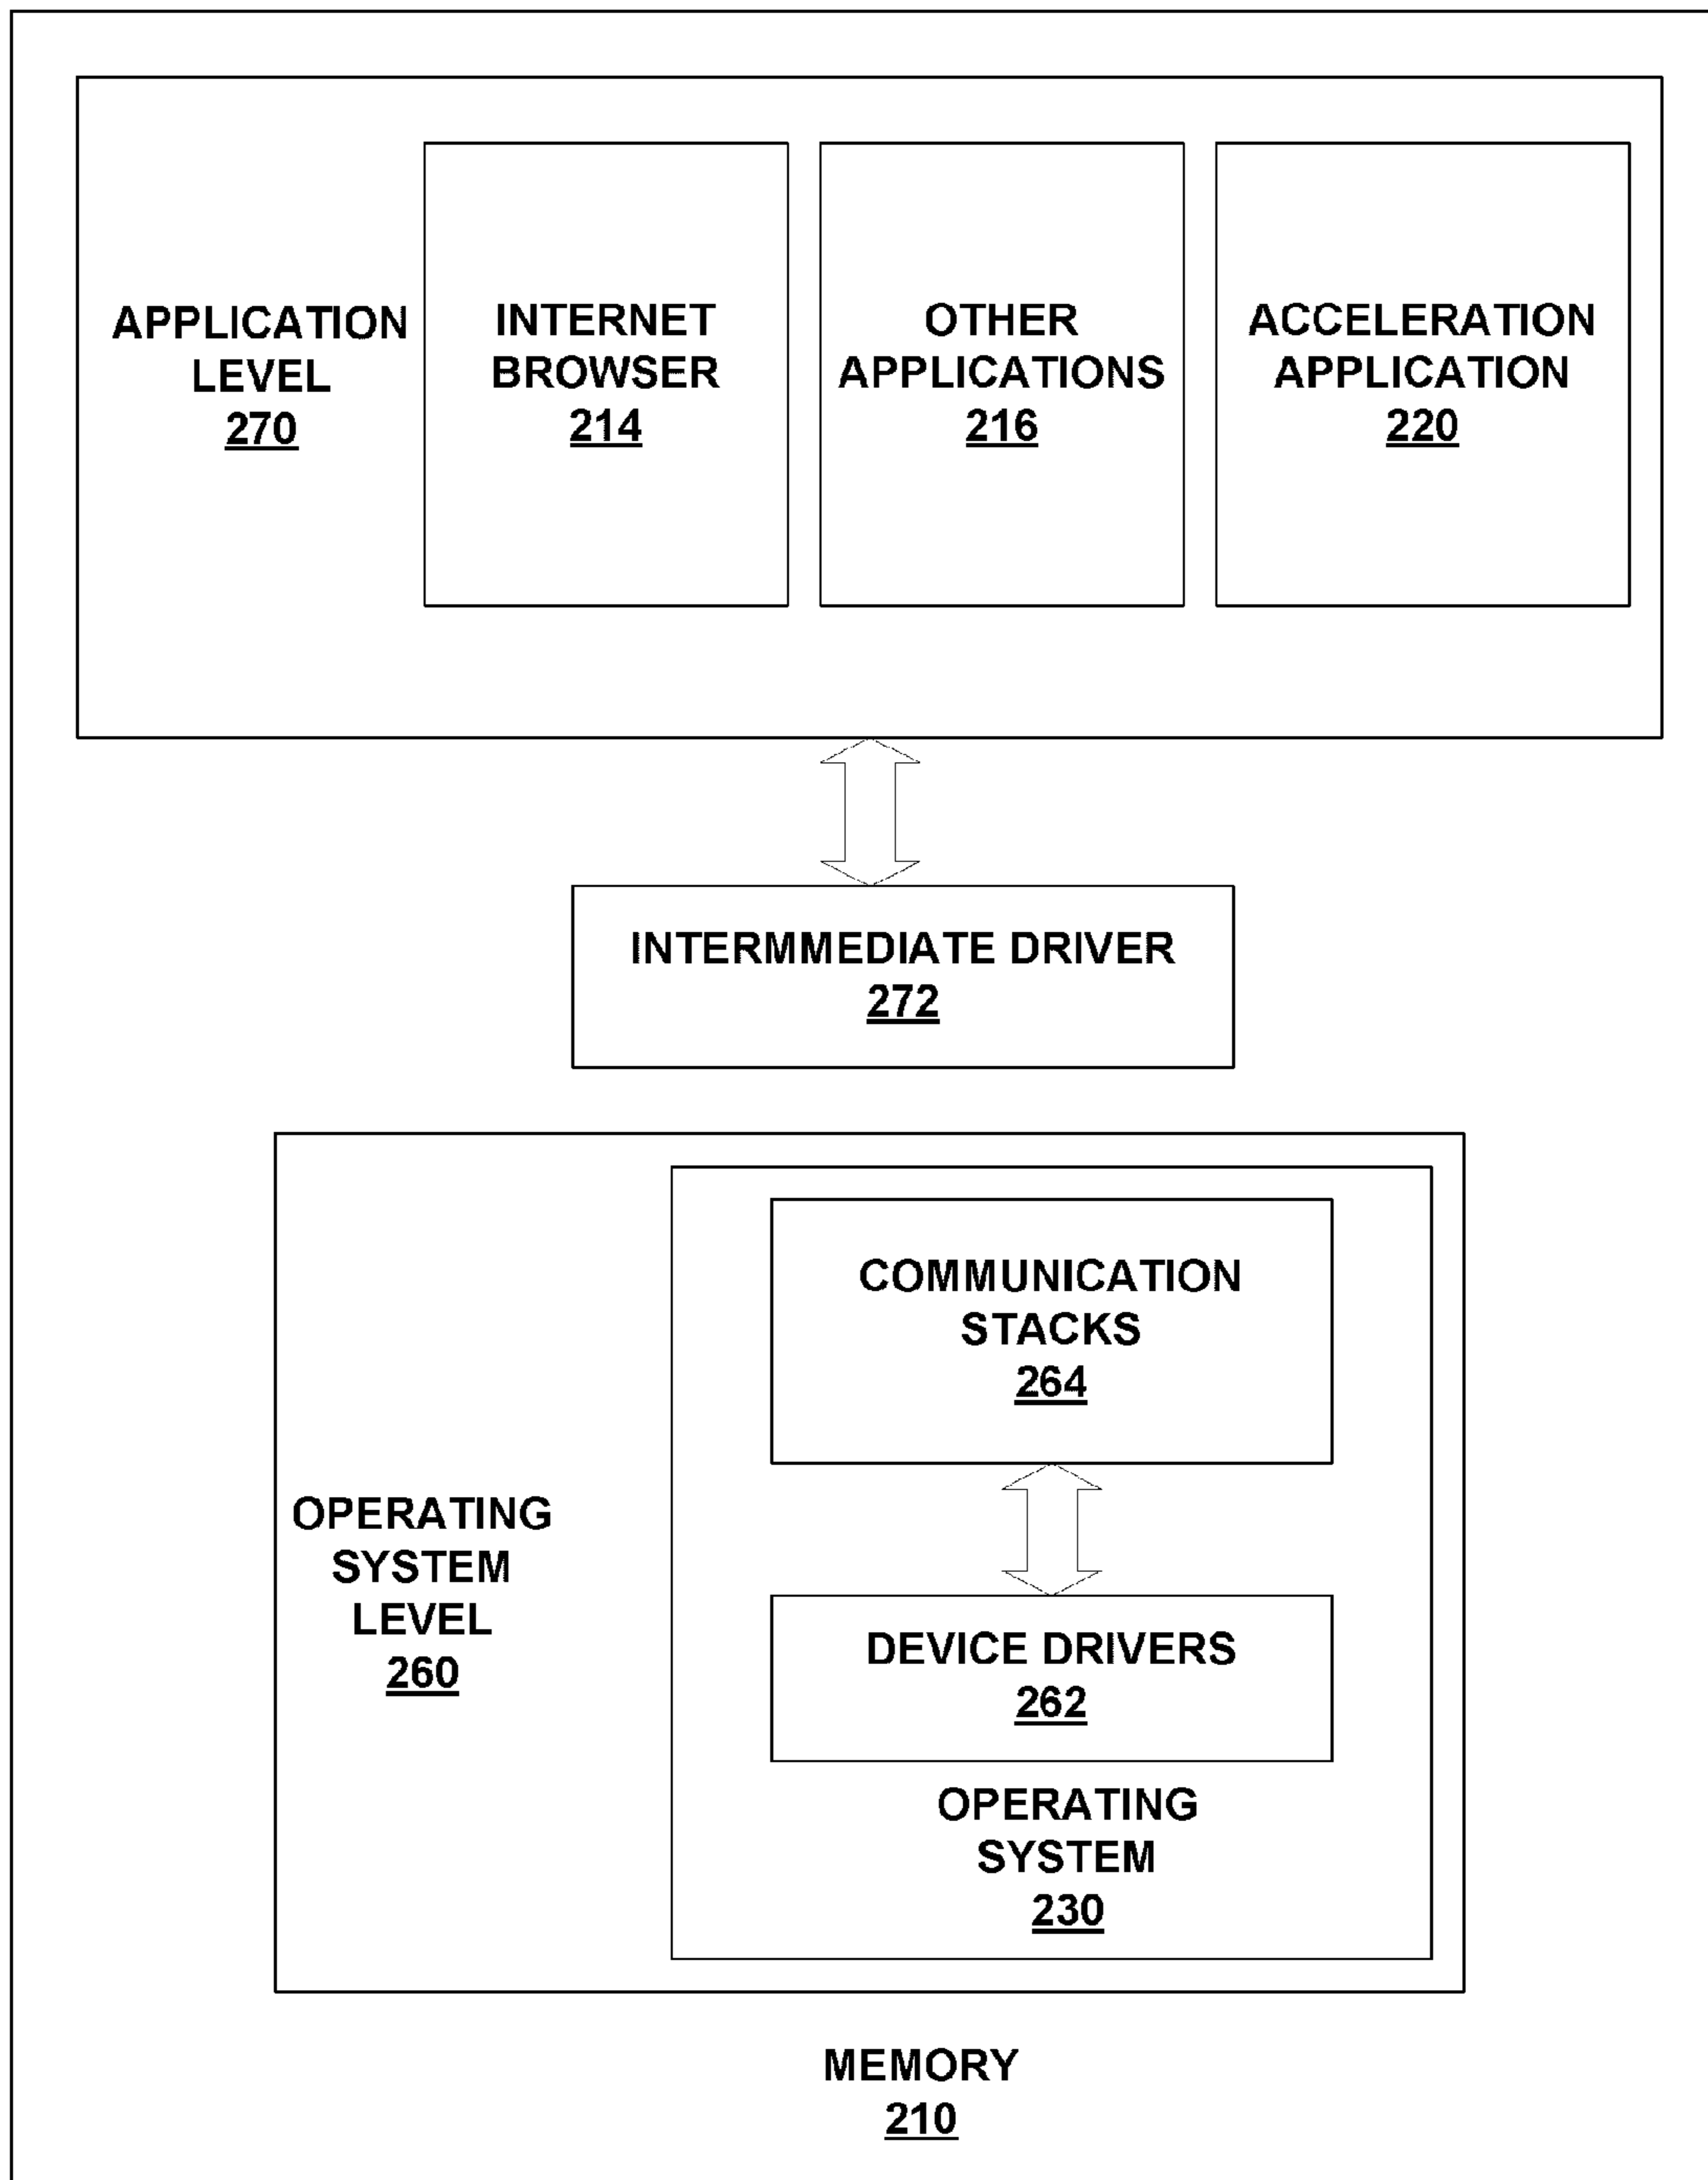 APPLICATION
LEVEL
270
INTERNET
BROWSER
214
OTHER
APPLICATIONS
216
ACCELERATION
APPLICATION
220
INTERMMEDIATE DRIVER
272
COMMUNICATION
STACKS
264
OPERATING
SYSTEM
LEVEL
260
DEVICE DRIVERS
262
OPERATING
SYSTEM
230
MEMORY
210